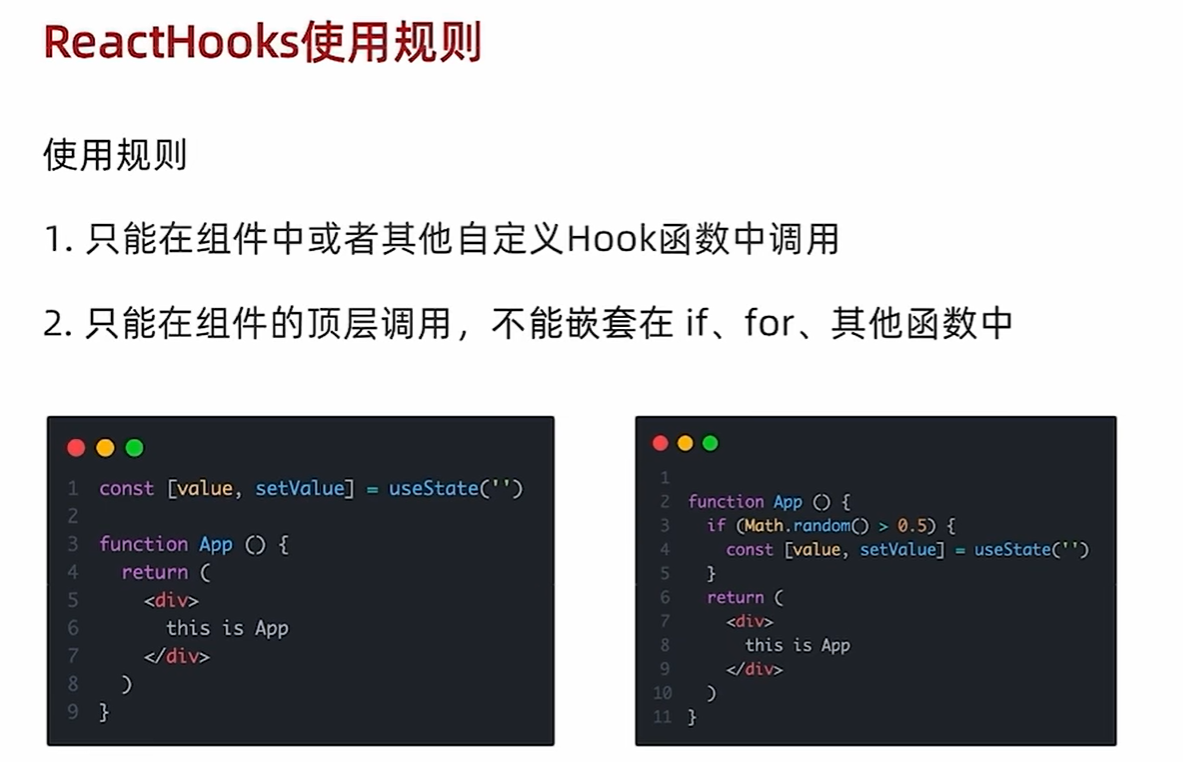 ReactHooks使用规则
使用规则
1. 只能在组件中或者其他自定义Hook函数中调用
2. 只能在组件的顶层调用，不能嵌套在 if、for、其他函数中
1 const [value, setValue] = useState('')
2
3 function App () {
4   return (
5     <div>
6       this is App
7     </div>
8   )
9 }
1
2 function App () {
3   if (Math.random() > 0.5) {
4     const [value, setValue] = useState('')
5   }
6   return (
7     <div>
8       this is App
9     </div>
10   )
11 }